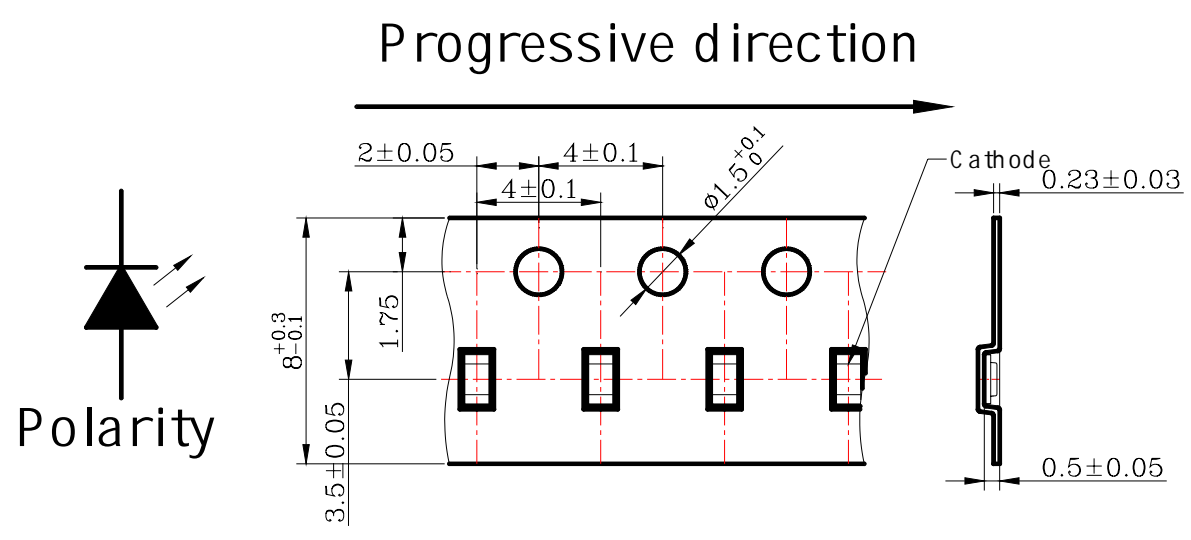 Progressive direction
2±0.05
4±0.1
4±0.1
ø1.5 +0.1 0
Cathode
0.23±0.03
8 +0.3 -0.1
1.75
3.5±0.05
Polarity
0.5±0.05